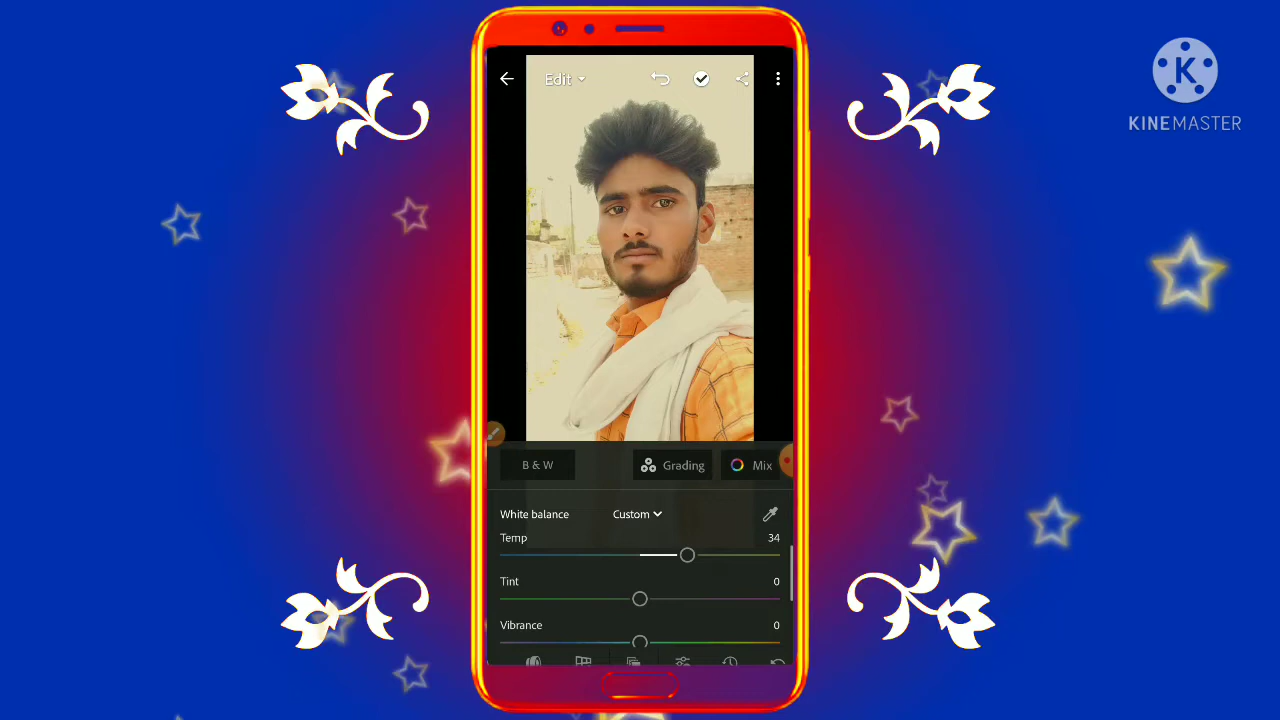 Edit
KINEMASTER
B & W
Grading
Mix
White balance
Custom
Temp
34
Tint
0
Vibrance
0